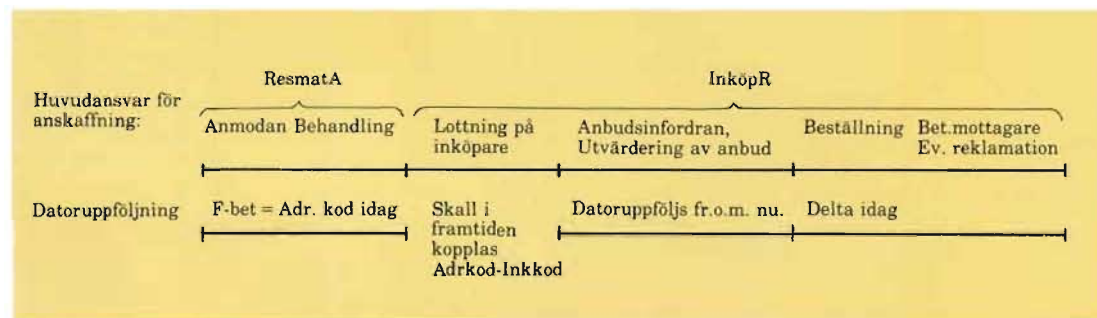 ResmatA InköpR
Huvudansvar för
anskaffning:
Anmodan Behandling
Lottning på
inköpare
Anbudsinfordran,
Utvärdering av anbud
Beställning
Bet.mottagare
Ev. reklamation
Datoruppföljning
F-bet = Adr. kod idag
Skall i
framtiden
kopplas
Adrkod-Inkkod
Datoruppföljs fr.o.m. nu.
Delta idag